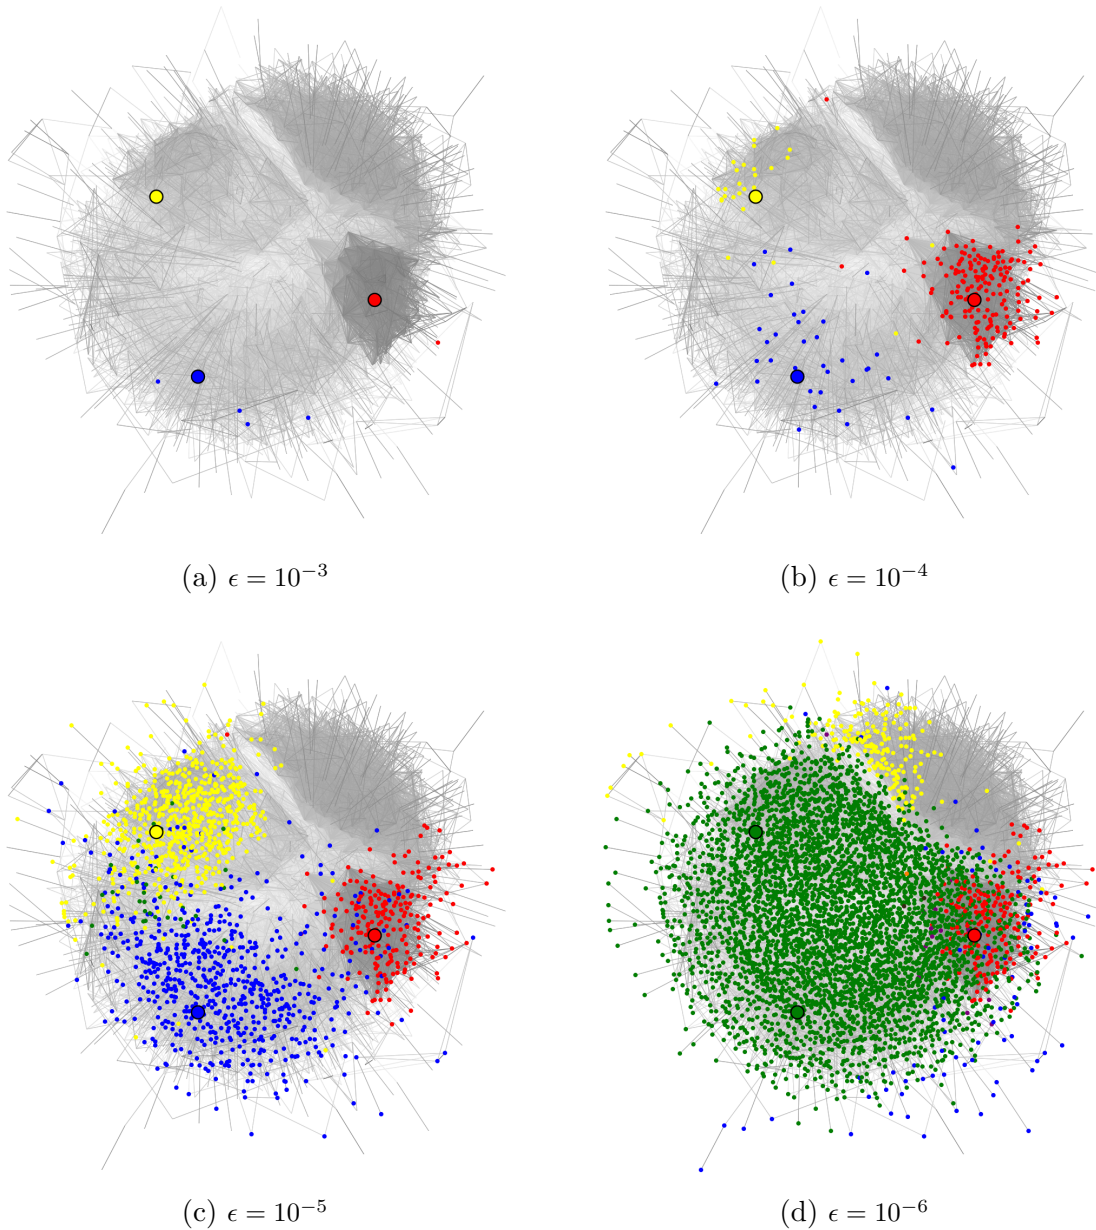 (a) ϵ = 10⁻³
(b) ϵ = 10⁻⁴
(c) ϵ = 10⁻⁵
(d) ϵ = 10⁻⁶